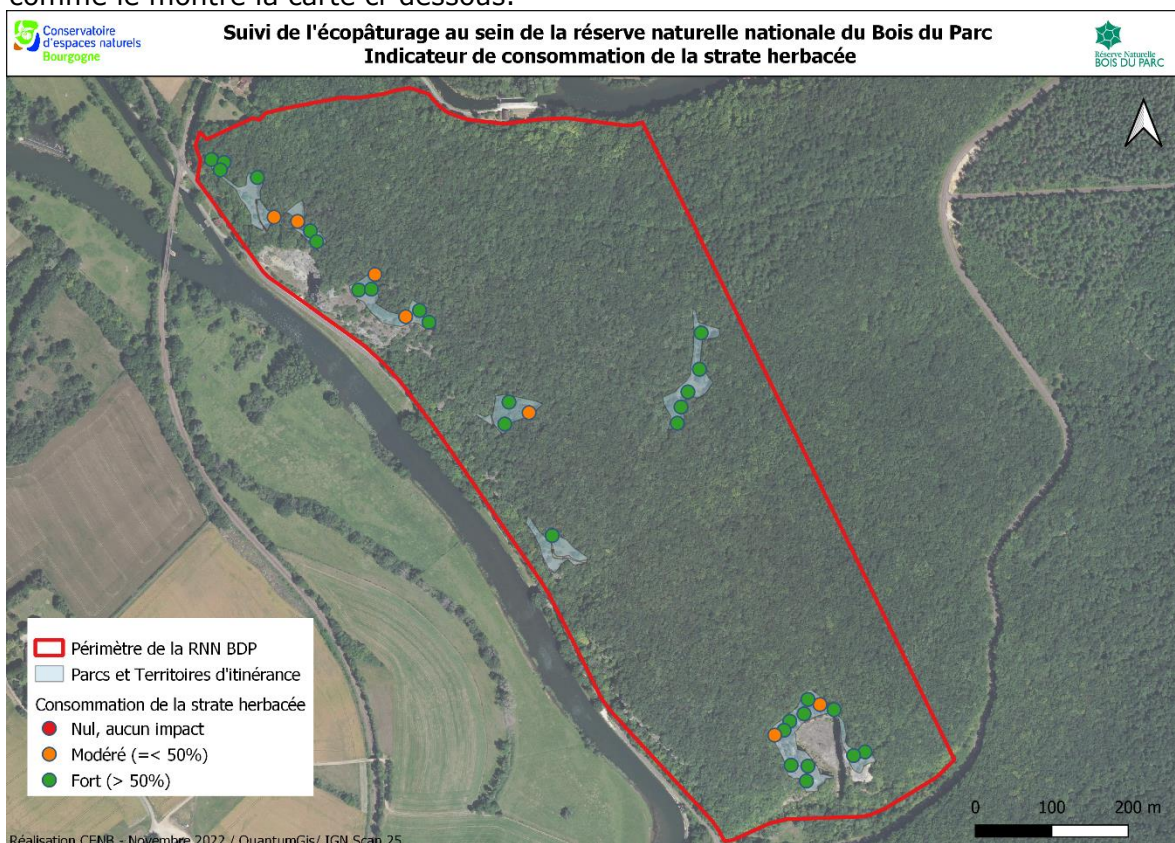 comme le montre la carte ci-dessous.
Conservatoire
d'espaces naturels
Bourgogne
Suivi de l'écopâturage au sein de la réserve naturelle nationale du Bois du Parc
Indicateur de consommation de la strate herbacée
Réserve Naturelle
BOIS DU PARC
Périmètre de la RNN BDP
Parcs et Territoires d'itinérance
Consommation de la strate herbacée
Nul, aucun impact
Modéré (=< 50%)
Fort (> 50%)
0 100 200 m
Réalisation CENB - Novembre 2022 / QuantumGis/ IGN Scan 25